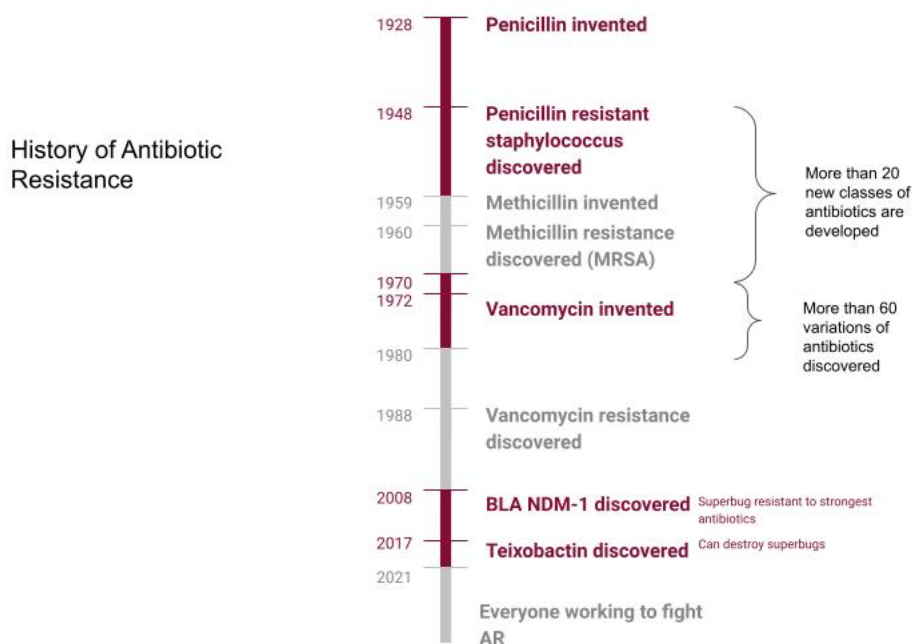 1928
Penicillin invented
1948
Penicillin resistant
staphylococcus
discovered
History of Antibiotic
Resistance
More than 20
new classes of
antibiotics are
developed
1959
Methicillin invented
1960
Methicillin resistance
discovered (MRSA)
1970
1972
Vancomycin invented
More than 60
variations of
antibiotics
discovered
1980
1988
Vancomycin resistance
discovered
2008
BLA NDM-1 discovered
Superbug resistant to strongest
antibiotics
2017
Teixobactin discovered
Can destroy superbugs
2021
Everyone working to fight
AR